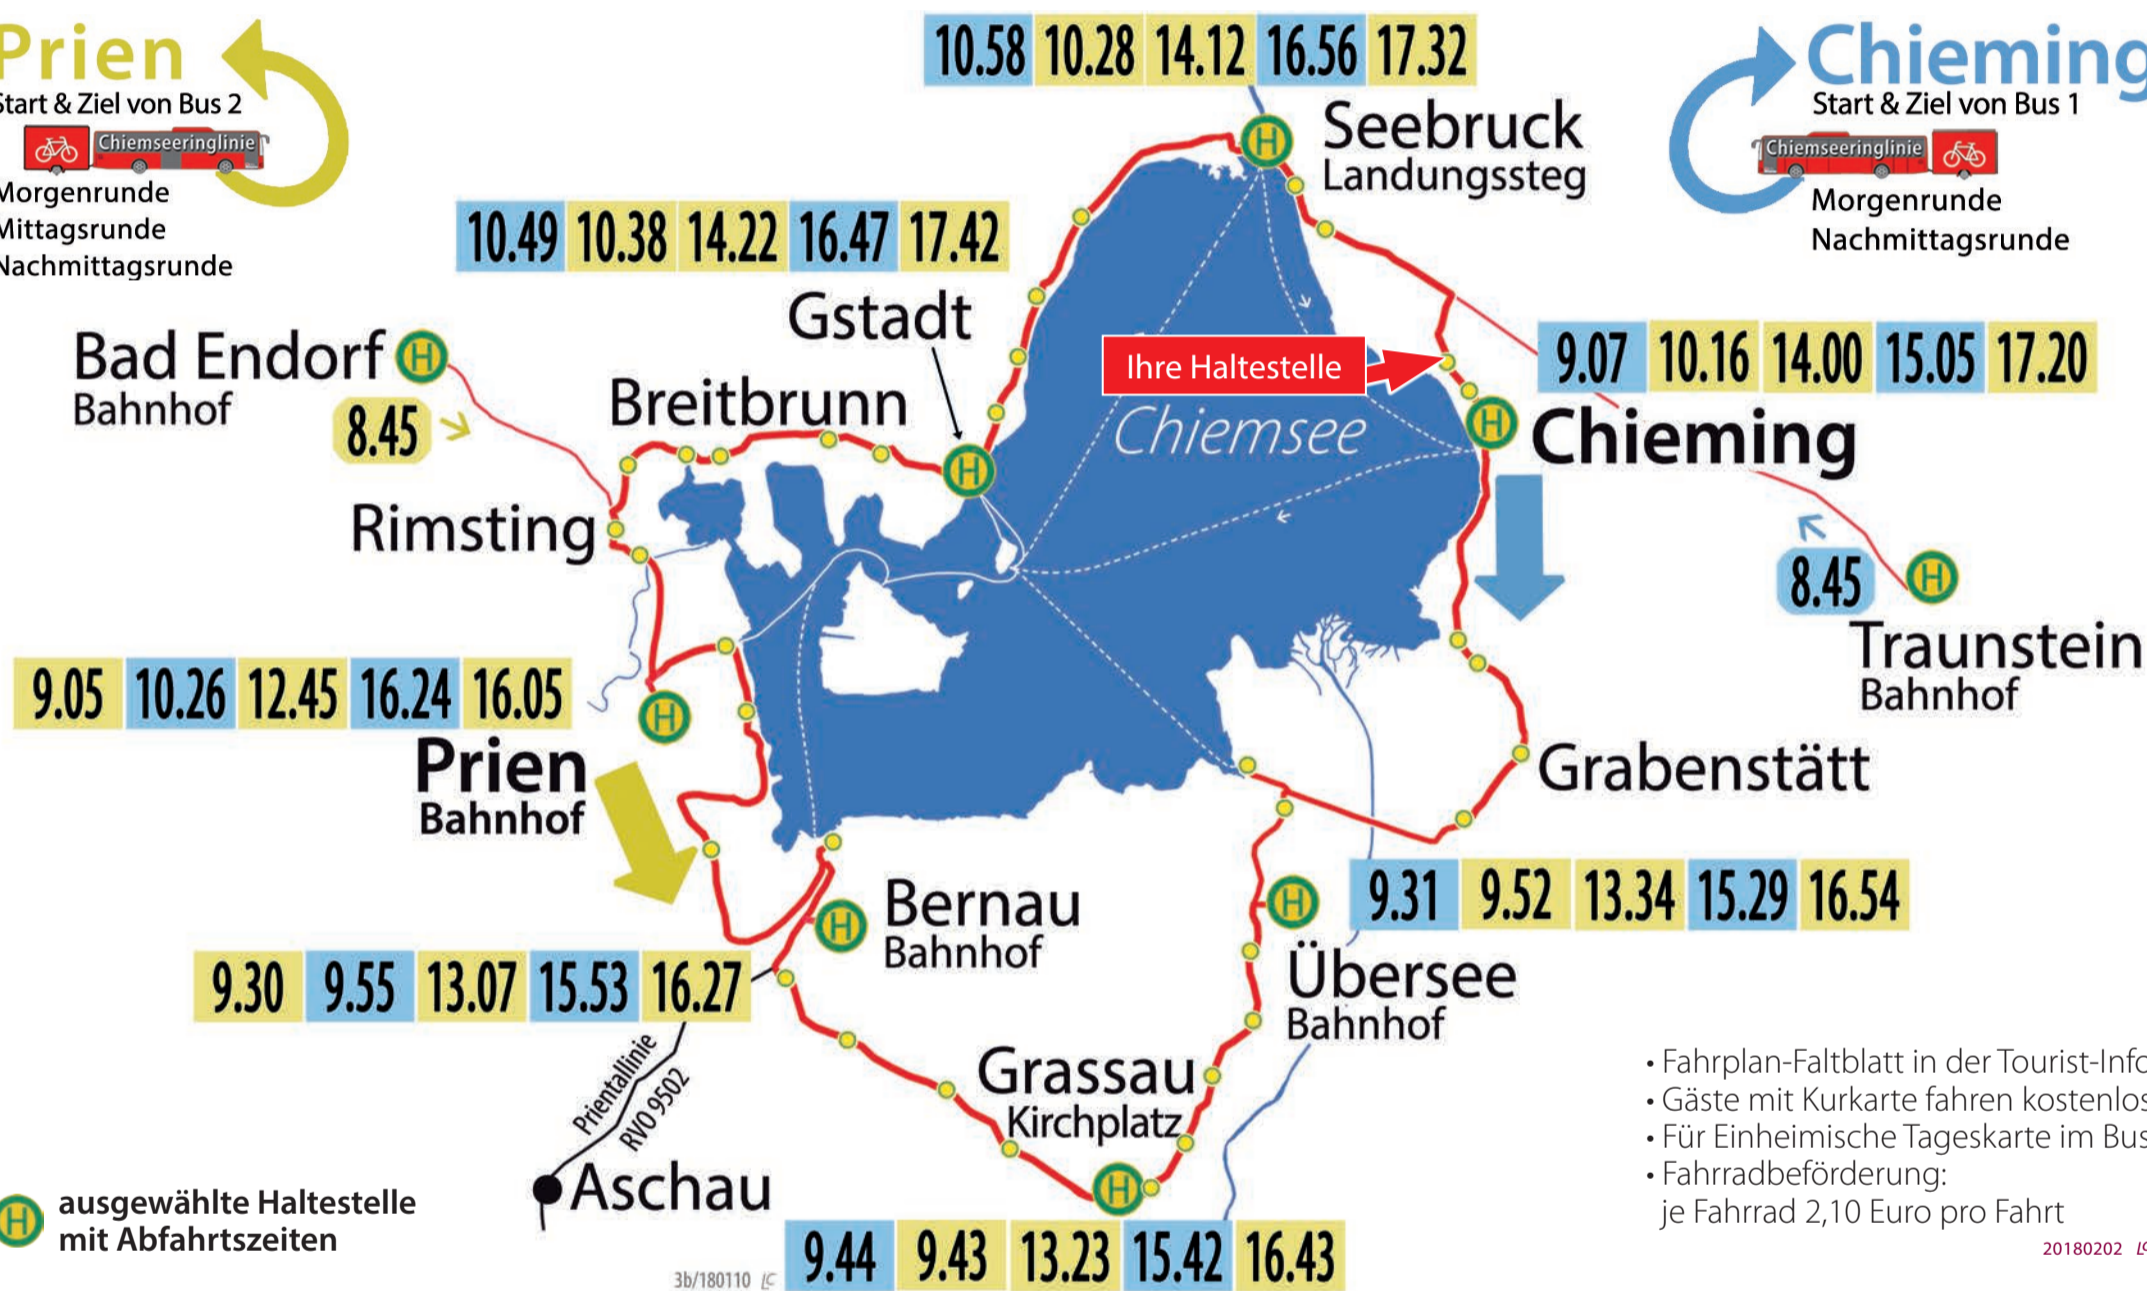 Prien
Start & Ziel von Bus 2
Chiemseeringlinie
Morgenrunde
Mittagsrunde
Nachmittagsrunde
10.58 10.28 14.12 16.56 17.32
Seebruck
Landungssteg
Chieming
Start & Ziel von Bus 1
Chiemseeringlinie
Morgenrunde
Nachmittagsrunde
10.49 10.38 14.22 16.47 17.42
Gstadt
Bad Endorf
Bahnhof
8.45
Breitbrunn
Ihre Haltestelle
Chiemsee
9.07 10.16 14.00 15.05 17.20
Chieming
Rimsting
8.45
Traunstein
Bahnhof
9.05 10.26 12.45 16.24 16.05
Prien
Bahnhof
Grabenstätt
Bernau
Bahnhof
9.31 9.52 13.34 15.29 16.54
Übersee
Bahnhof
9.30 9.55 13.07 15.53 16.27
Prientallinie
RVO 9502
Aschau
Grassau
Kirchplatz
9.44 9.43 13.23 15.42 16.43
H ausgewählte Haltestelle
mit Abfahrtszeiten
3b/180110 LC
• Fahrplan-Faltblatt in der Tourist-Info
• Gäste mit Kurkarte fahren kostenlos
• Für Einheimische Tageskarte im Bus
• Fahrradbeförderung:
je Fahrrad 2,10 Euro pro Fahrt
20180202